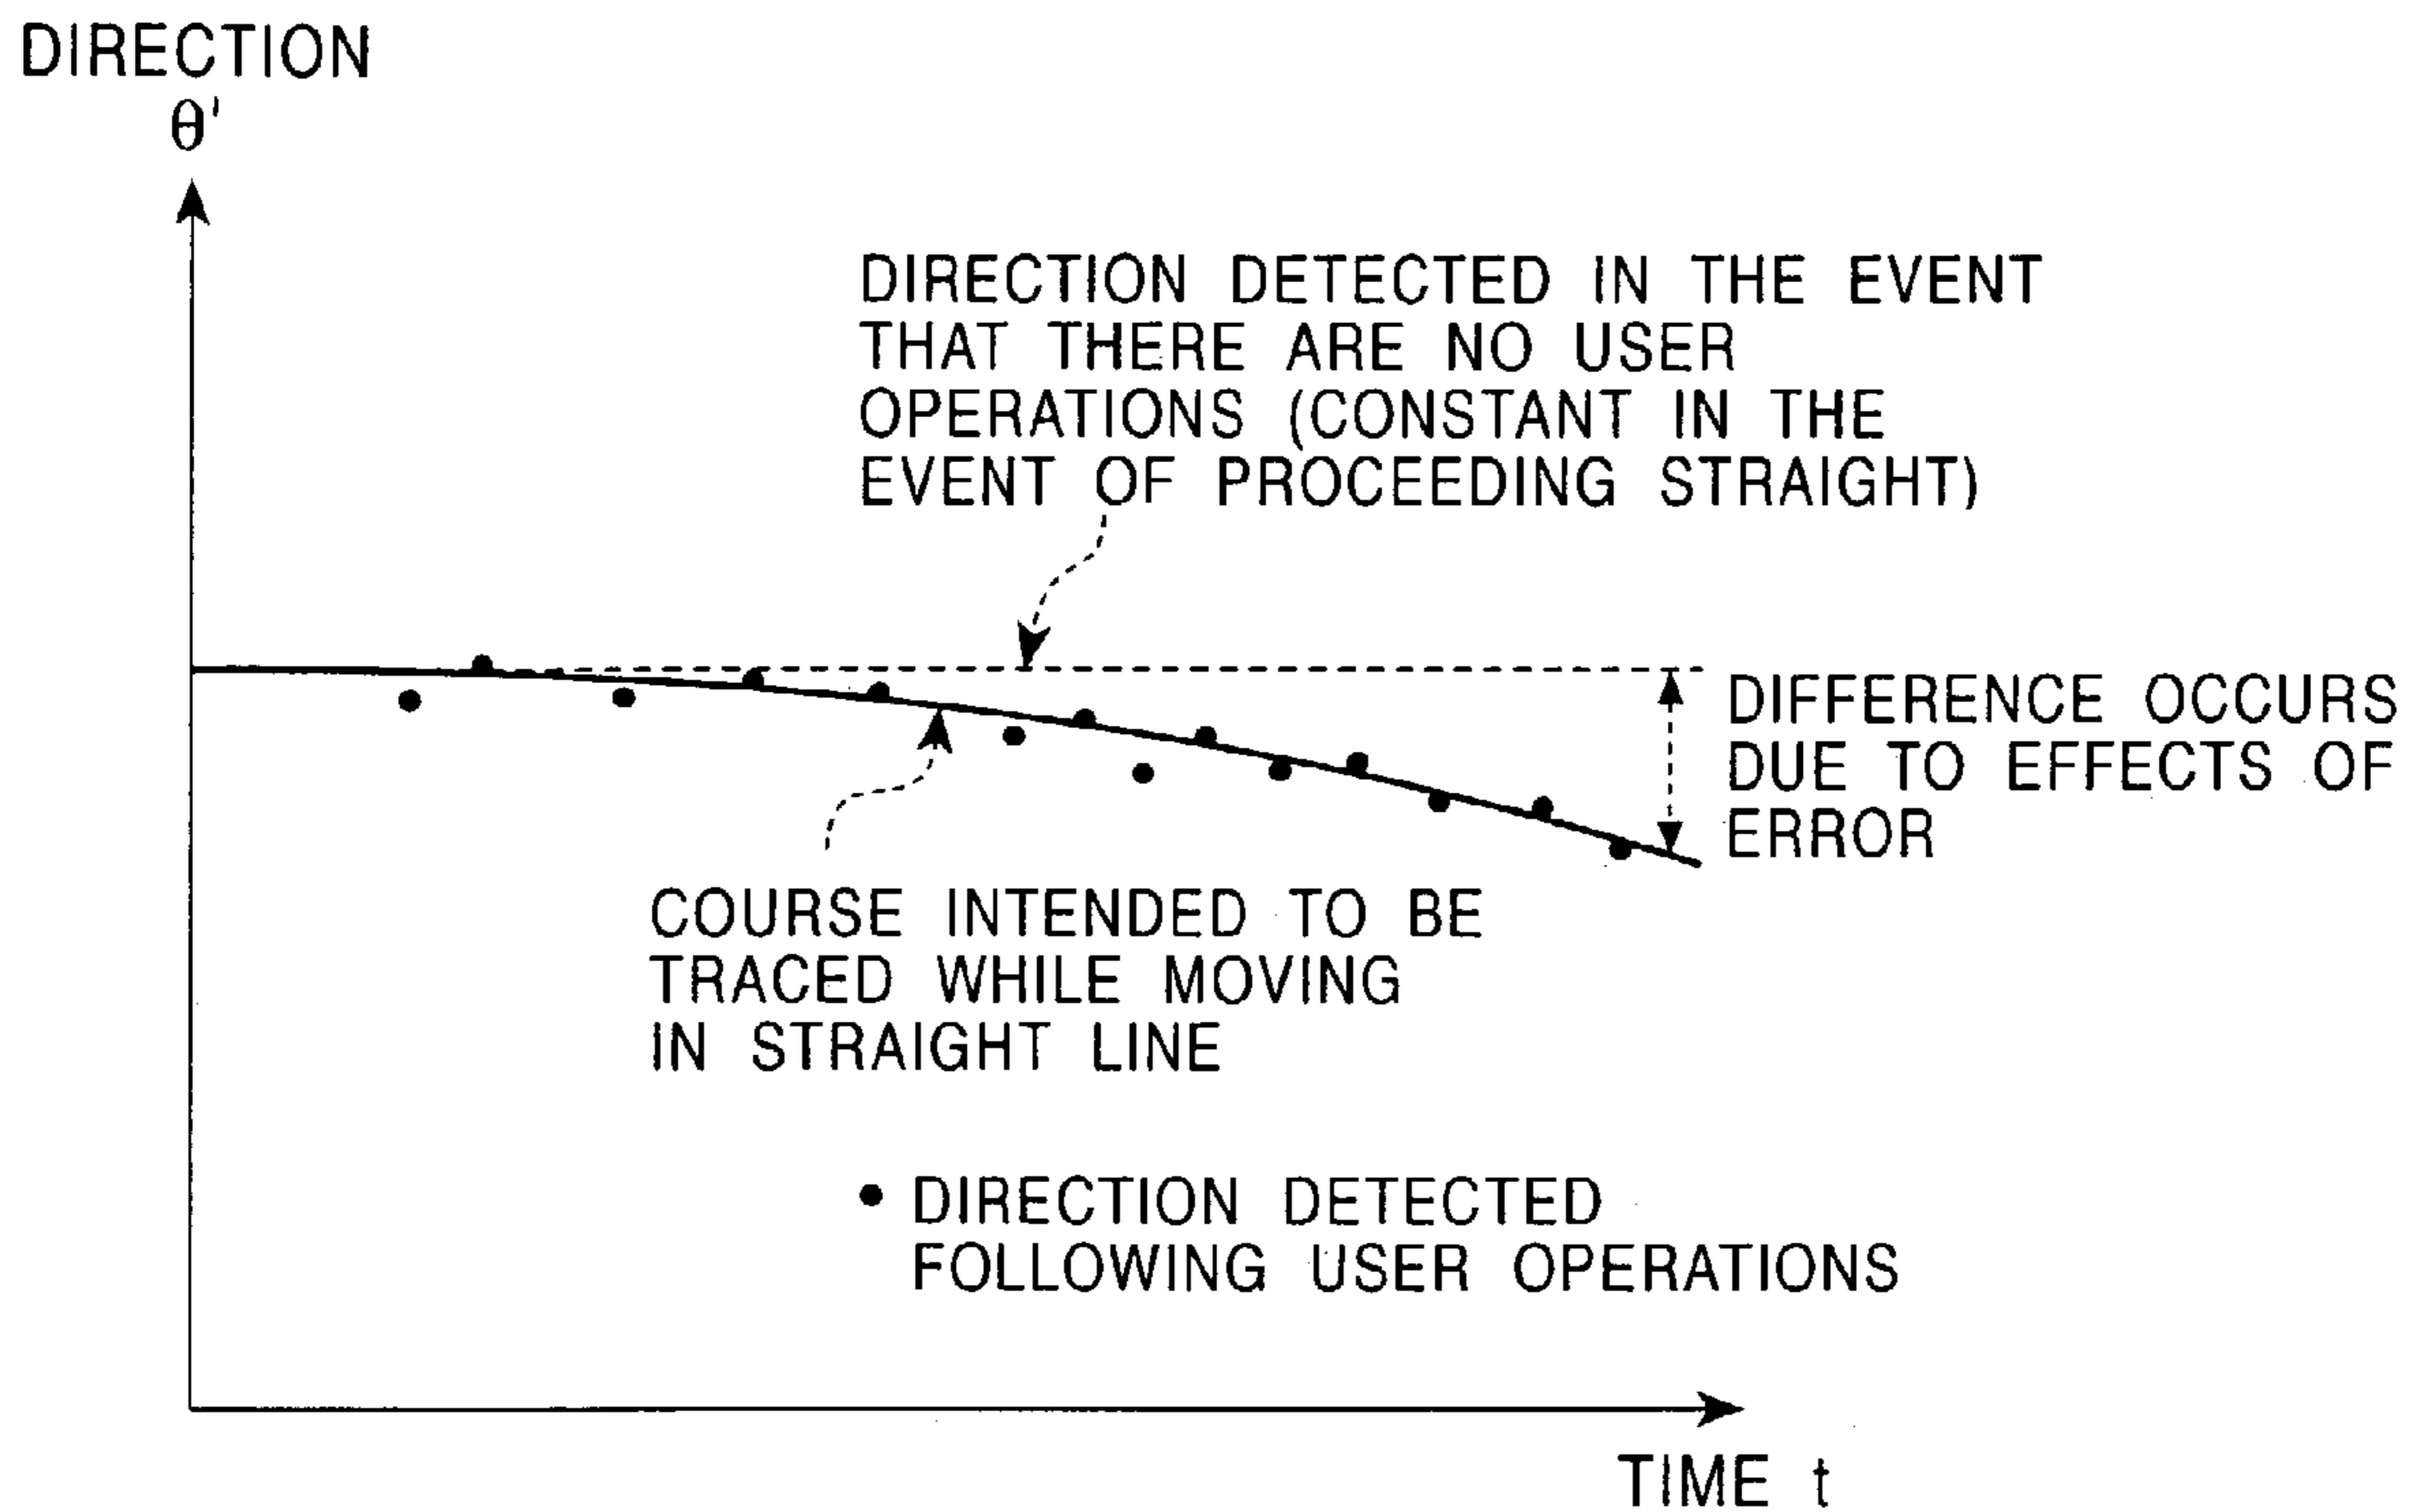 DIRECTION
θ'
DIRECTION DETECTED IN THE EVENT
THAT THERE ARE NO USER
OPERATIONS (CONSTANT IN THE
EVENT OF PROCEEDING STRAIGHT)
DIFFERENCE OCCURS
DUE TO EFFECTS OF
ERROR
COURSE INTENDED TO BE
TRACED WHILE MOVING
IN STRAIGHT LINE
• DIRECTION DETECTED
FOLLOWING USER OPERATIONS
TIME t